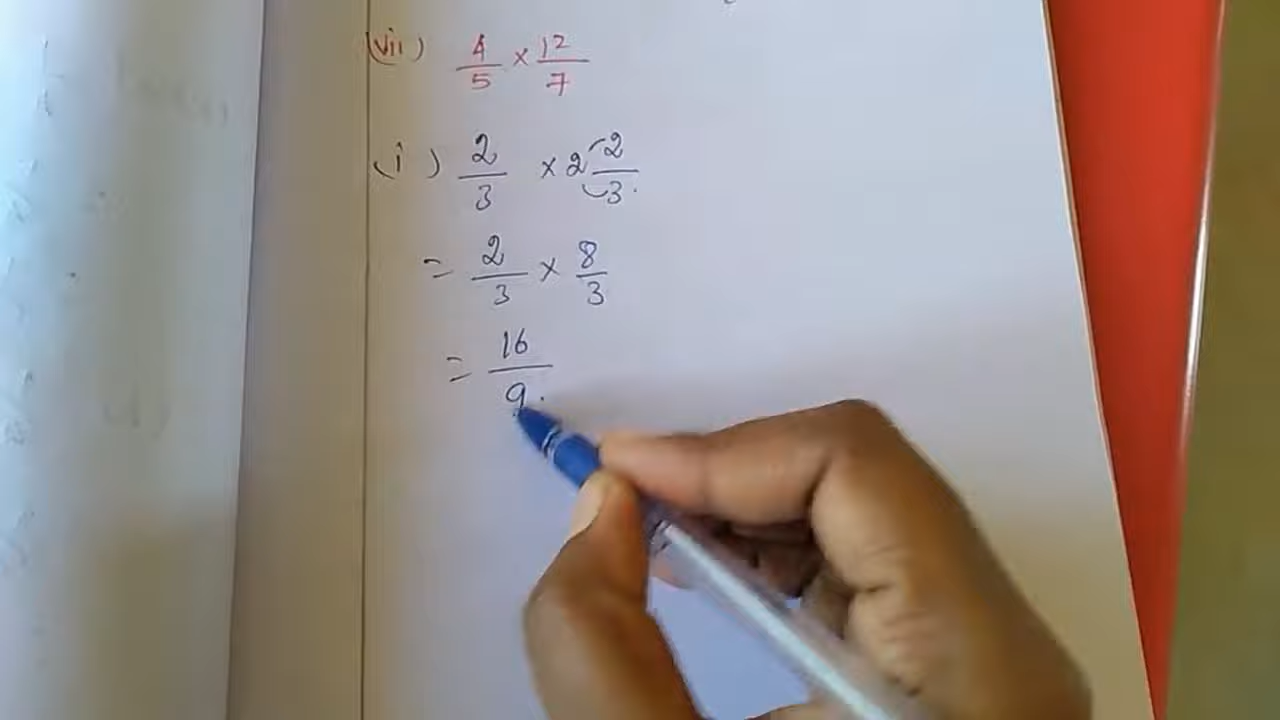 (vii) 4/5 × 12/7
(i) 2/3 × 2 2/3.
= 2/3 × 8/3
= 16/9.